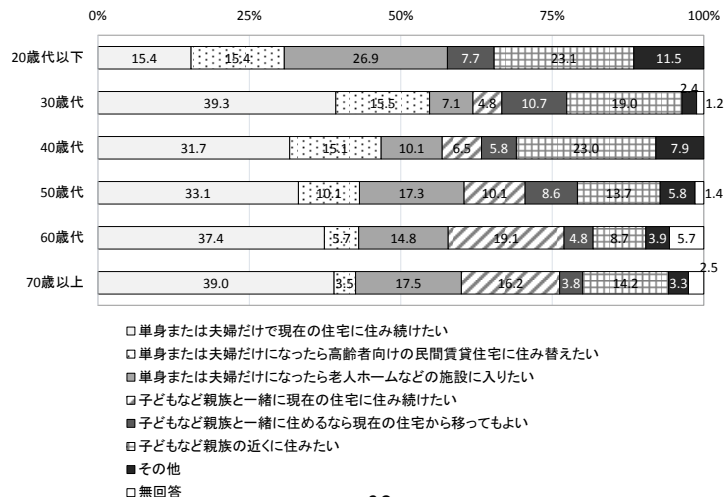 0% 25% 50% 75% 100%
20歳代以下 15.4 15.4 26.9 7.7 23.1 11.5
30歳代 39.3 15.5 7.1 4.8 10.7 19.0 2.4 1.2
40歳代 31.7 15.1 10.1 6.5 5.8 23.0 7.9
50歳代 33.1 10.1 17.3 10.1 8.6 13.7 5.8 1.4
60歳代 37.4 5.7 14.8 19.1 4.8 8.7 3.9 5.7
70歳以上 39.0 3.5 17.5 16.2 3.8 14.2 3.3 2.5
単身または夫婦だけで現在の住宅に住み続けたい
単身または夫婦だけになったら高齢者向けの民間賃貸住宅に住み替えたい
単身または夫婦だけになったら老人ホームなどの施設に入りたい
子どもなど親族と一緒に現在の住宅に住み続けたい
子どもなど親族と一緒に住めるなら現在の住宅から移ってもよい
子どもなど親族の近くに住みたい
その他
無回答